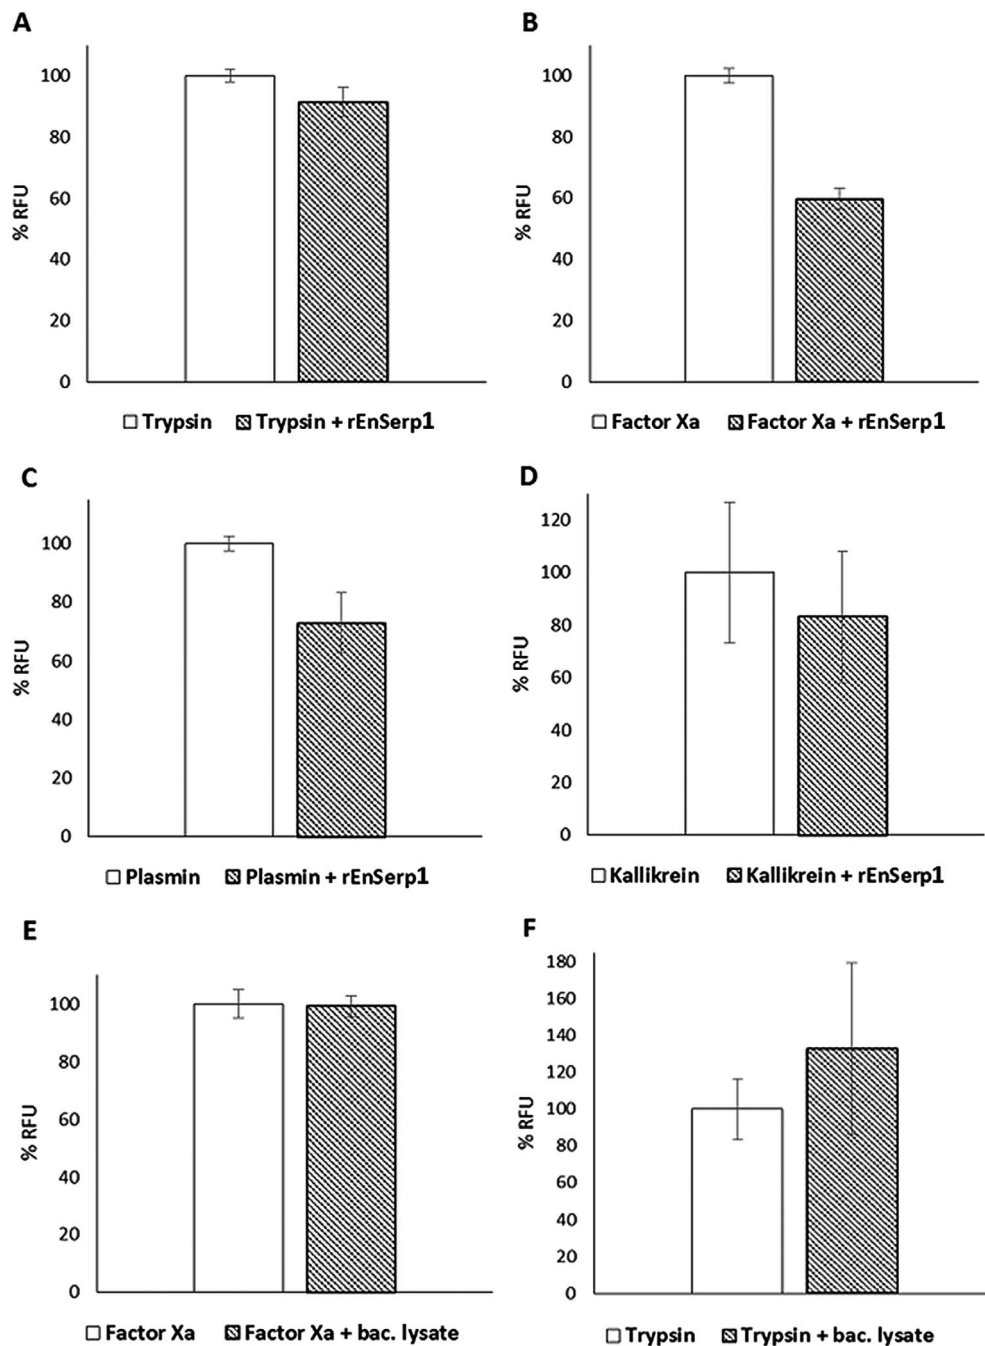 A
% RFU
100
80
60
40
20
0
Trypsin Trypsin + rEnSerp1
B
% RFU
100
80
60
40
20
0
Factor Xa Factor Xa + rEnSerp1
C
% RFU
100
80
60
40
20
0
Plasmin Plasmin + rEnSerp1
D
% RFU
120
100
80
60
40
20
0
Kallikrein Kallikrein + rEnSerp1
E
% RFU
100
80
60
40
20
0
Factor Xa Factor Xa + bac. lysate
F
% RFU
180
160
140
120
100
80
60
40
20
0
Trypsin Trypsin + bac. lysate